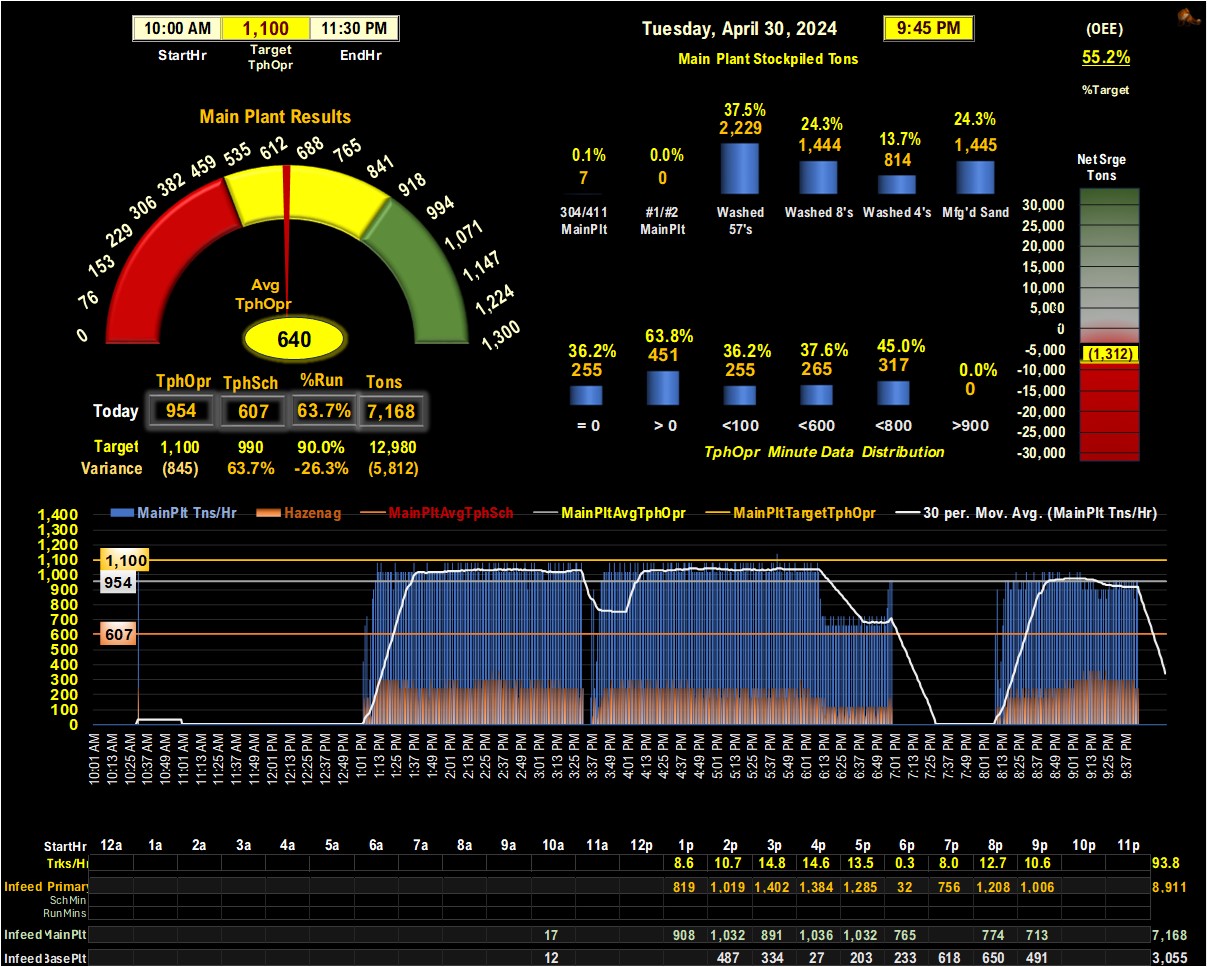 10:00 AM 1,100 11:30 PM
StartHr Target TphOpr EndHr
Tuesday, April 30, 2024 9:45 PM
Main Plant Stockpiled Tons
(OEE)
55.2%
%Target
Main Plant Results
0 76 153 229 306 382 459 535 612 688 765 841 918 994 1,071 1,147 1,224 1,300
Avg
TphOpr
640
TphOpr TphSch %Run Tons
Today 954 607 63.7% 7,168
Target 1,100 990 90.0% 12,980
Variance (845) 63.7% -26.3% (5,812)
0.1% 0.0% 37.5% 24.3% 13.7% 24.3%
7 0 2,229 1,444 814 1,445
304/411 MainPlt #1/#2 MainPlt Washed 57's Washed 8's Washed 4's Mfg'd Sand
36.2% 63.8% 36.2% 37.6% 45.0% 0.0%
255 451 255 265 317 0
= 0 > 0 <100 <600 <800 >900
TphOpr Minute Data Distribution
Net Srge
Tons
30,000
25,000
20,000
15,000
10,000
5,000
0
-5,000
(1,312)
-10,000
-15,000
-20,000
-25,000
-30,000
MainPlt Tns/Hr Hazenag MainPltAvgTphSch MainPltAvgTphOpr MainPltTargetTphOpr 30 per. Mov. Avg. (MainPlt Tns/Hr)
1,400
1,300
1,200
1,100
1,000
900
800
700
600
500
400
300
200
100
0
1,100
954
607
10:01 AM 10:13 AM 10:37 AM 10:49 AM 11:01 AM 11:13 AM 11:25 AM 11:37 AM 11:49 AM 12:01 PM 12:13 PM 12:25 PM 12:37 PM 12:49 PM 1:01 PM 1:13 PM 1:25 PM 1:37 PM 1:49 PM 2:01 PM 2:13 PM 2:25 PM 2:37 PM 2:49 PM 3:01 PM 3:13 PM 3:25 PM 3:37 PM 3:49 PM 4:01 PM 4:13 PM 4:25 PM 4:37 PM 4:49 PM 5:01 PM 5:13 PM 5:25 PM 5:37 PM 5:49 PM 6:01 PM 6:13 PM 6:25 PM 6:37 PM 6:49 PM 7:01 PM 7:13 PM 7:25 PM 7:37 PM 7:49 PM 8:01 PM 8:13 PM 8:25 PM 8:37 PM 8:49 PM 9:01 PM 9:13 PM 9:25 PM 9:37 PM
StartHr 12a 1a 2a 3a 4a 5a 6a 7a 8a 9a 10a 11a 12p 1p 2p 3p 4p 5p 6p 7p 8p 9p 10p 11p
Trks/Hr 8.6 10.7 14.8 14.6 13.5 0.3 8.0 12.7 10.6 93.8
Infeed Primary 819 1,019 1,402 1,384 1,285 32 756 1,208 1,006 8,911
SchMin
RunMins
Infeed MainPlt 17 908 1,032 891 1,036 1,032 765 774 713 7,168
Infeed BasePlt 12 487 334 27 203 233 618 650 491 3,055